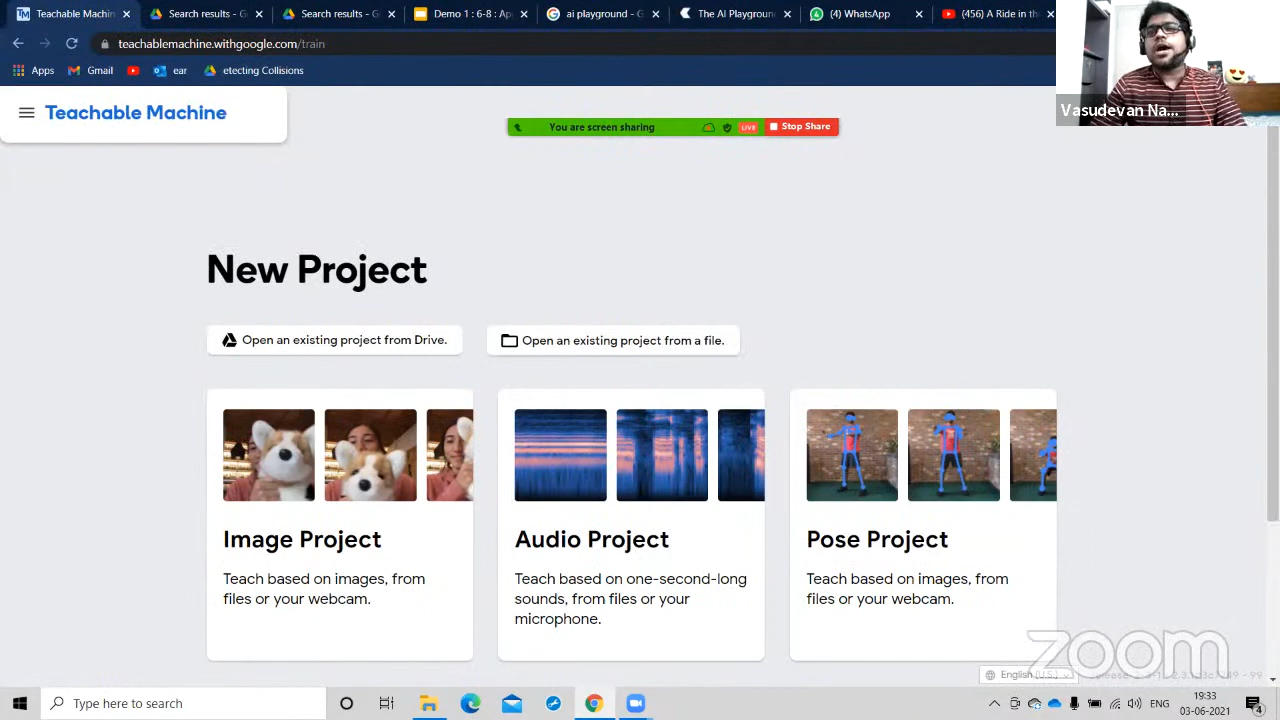 Search results - G
Search results - G
Demo 1 : 6-8 : Ap
ai playground - G
The AI Playground
(4) WhatsApp
(456) A Ride in the
teachablemachine.withgoogle.com/train
Apps
Gmail
ear
etecting Collisions
Vasudevan Na...
Teachable Machine
You are screen sharing
LIVE
Stop Share
New Project
Open an existing project from Drive.
Open an existing project from a file.
Image Project
Teach based on images, from
files or your webcam.
Audio Project
Teach based on one-second-long
sounds, from files or your
microphone.
Pose Project
Teach based on images, from
files or your webcam.
zoom
English (U.S.)
Type here to search
ENG
19:33
03-06-2021
4